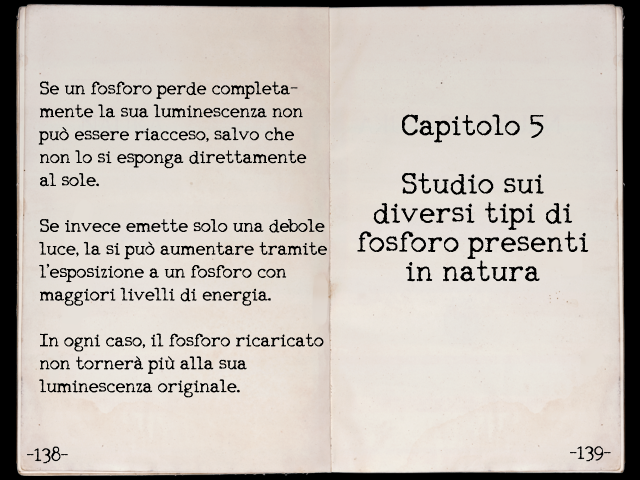 Se un fosforo perde completa-
mente la sua luminescenza non
può essere riacceso, salvo che
non lo si esponga direttamente
al sole.
Se invece emette solo una debole
luce, la si può aumentare tramite
l'esposizione a un fosforo con
maggiori livelli di energia.
In ogni caso, il fosforo ricaricato
non tornerà più alla sua
luminescenza originale.
-138-
Capitolo 5
Studio sui
diversi tipi di
fosforo presenti
in natura
-139-